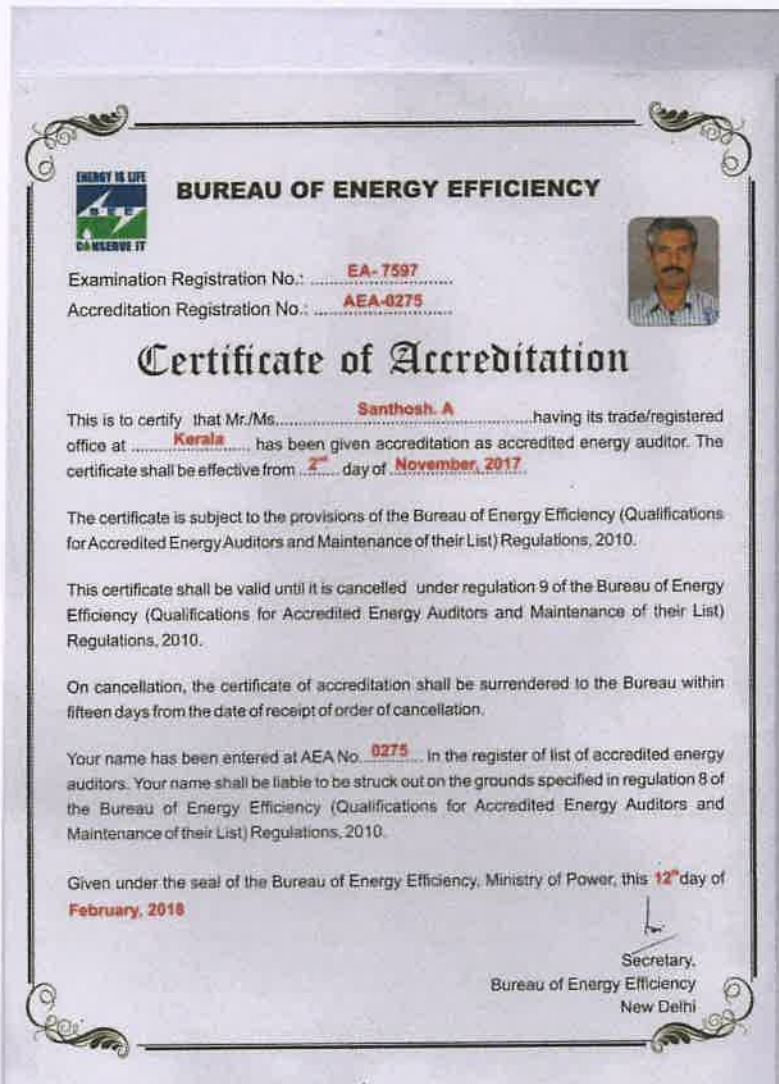 ENERGY IS LIFE
BEE
CONSERVE IT
BUREAU OF ENERGY EFFICIENCY
Examination Registration No.: ........EA- 7597........
Accreditation Registration No.: ........AEA-0275........
Certificate of Accreditation
This is to certify that Mr./Ms. ........Santhosh. A........ having its trade/registered
office at ........Kerala........ has been given accreditation as accredited energy auditor. The
certificate shall be effective from ..2nd.. day of ..November, 2017..
The certificate is subject to the provisions of the Bureau of Energy Efficiency (Qualifications
for Accredited Energy Auditors and Maintenance of their List) Regulations, 2010.
This certificate shall be valid until it is cancelled under regulation 9 of the Bureau of Energy
Efficiency (Qualifications for Accredited Energy Auditors and Maintenance of their List)
Regulations, 2010.
On cancellation, the certificate of accreditation shall be surrendered to the Bureau within
fifteen days from the date of receipt of order of cancellation.
Your name has been entered at AEA No. ..0275.. In the register of list of accredited energy
auditors. Your name shall be liable to be struck out on the grounds specified in regulation 8 of
the Bureau of Energy Efficiency (Qualifications for Accredited Energy Auditors and
Maintenance of their List) Regulations, 2010.
Given under the seal of the Bureau of Energy Efficiency, Ministry of Power, this 12th day of
February, 2018
Secretary,
Bureau of Energy Efficiency
New Delhi